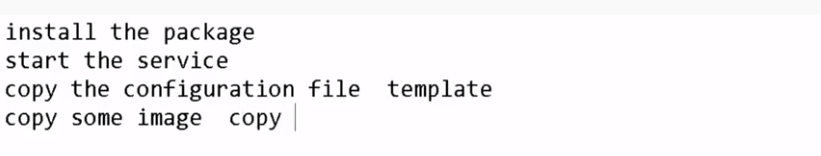 install the package
start the service
copy the configuration file  template
copy some image  copy